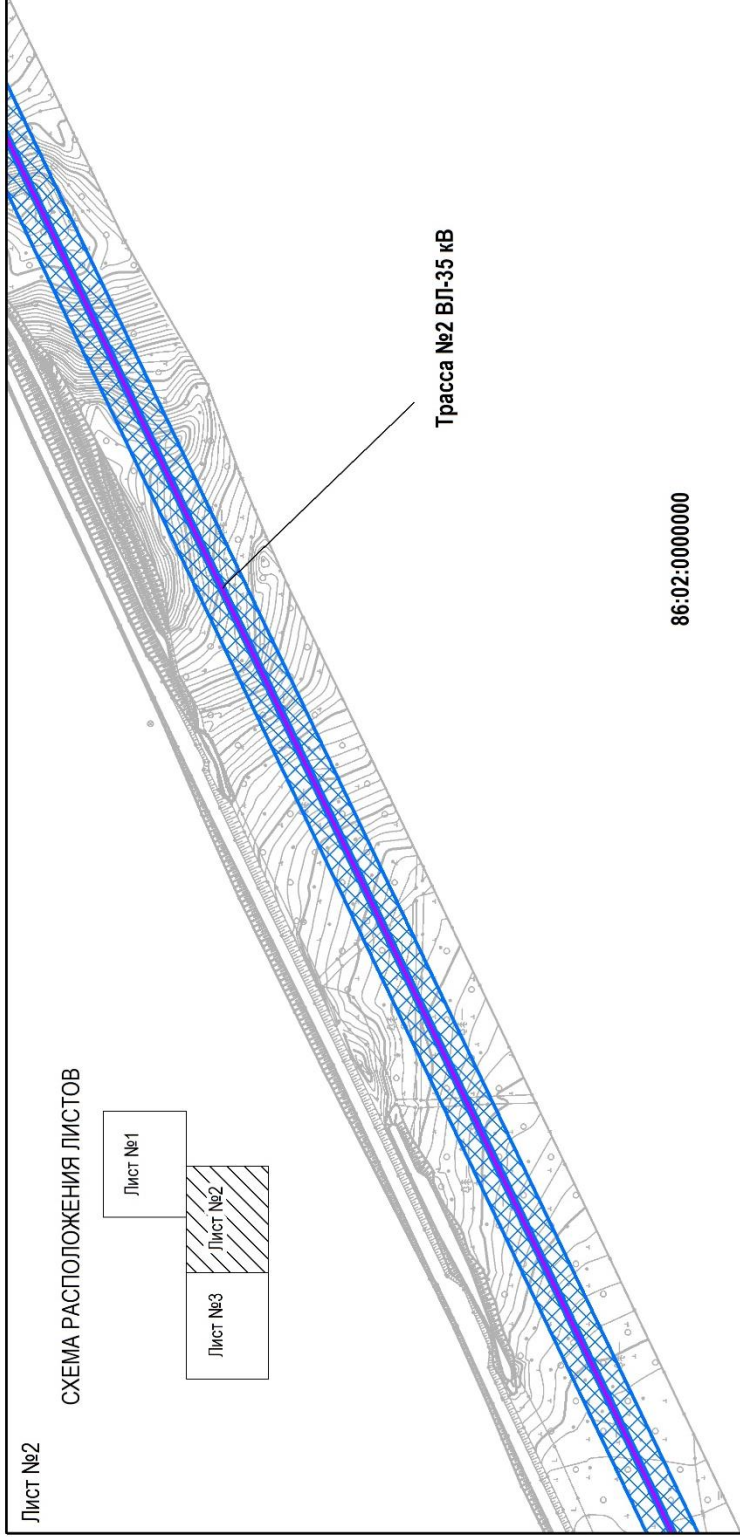 Лист №2
СХЕМА РАСПОЛОЖЕНИЯ ЛИСТОВ
Лист №1
Лист №3
Лист №2
Трасса №2 ВЛ-35 кВ
86:02:0000000